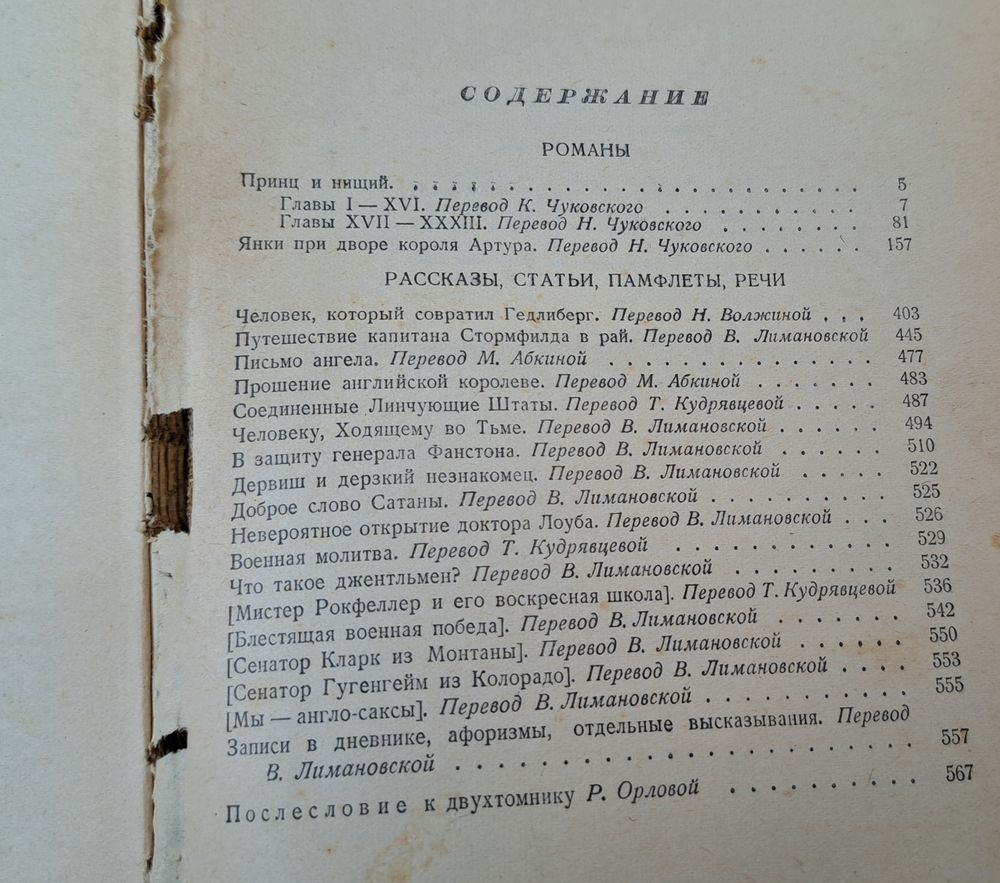 СОДЕРЖАНИЕ
РОМАНЫ
Принц и нищий. . . . . . . . . . . . . . . . . . . . . . . 5
Главы I — XVI. Перевод К. Чуковского . . . . . . . . . . 7
Главы XVII — XXXIII. Перевод Н. Чуковского . . . . . . . 81
Янки при дворе короля Артура. Перевод Н. Чуковского . . . . . . 157
РАССКАЗЫ, СТАТЬИ, ПАМФЛЕТЫ, РЕЧИ
Человек, который совратил Гедлиберг. Перевод Н. Волжиной . . . 403
Путешествие капитана Стормфилда в рай. Перевод В. Лимановской 445
Письмо ангела. Перевод М. Абкиной . . . . . . . . . . . . . 477
Прошение английской королеве. Перевод М. Абкиной . . . . . . . 483
Соединенные Линчующие Штаты. Перевод Т. Кудрявцевой . . . . . 487
Человеку, Ходящему во Тьме. Перевод В. Лимановской . . . . . . 494
В защиту генерала Фанстона. Перевод В. Лимановской . . . . . . 510
Дервиш и дерзкий незнакомец. Перевод В. Лимановской . . . . . 522
Доброе слово Сатаны. Перевод В. Лимановской . . . . . . . . . . 525
Невероятное открытие доктора Лоуба. Перевод В. Лимановской . . . 526
Военная молитва. Перевод Т. Кудрявцевой . . . . . . . . . . . . 529
Что такое джентльмен? Перевод В. Лимановской . . . . . . . . . 532
[Мистер Рокфеллер и его воскресная школа]. Перевод Т. Кудрявцевой 536
[Блестящая военная победа]. Перевод В. Лимановской . . . . . . . 542
[Сенатор Кларк из Монтаны]. Перевод В. Лимановской . . . . . . 550
[Сенатор Гугенгейм из Колорадо]. Перевод В. Лимановской . . . . 553
[Мы — англо-саксы]. Перевод В. Лимановской . . . . . . . . . . 555
Записи в дневнике, афоризмы, отдельные высказывания. Перевод
В. Лимановской . . . . . . . . . . . . . . . . . . . . 557
Послесловие к двухтомнику Р. Орловой . . . . . . . . . 567